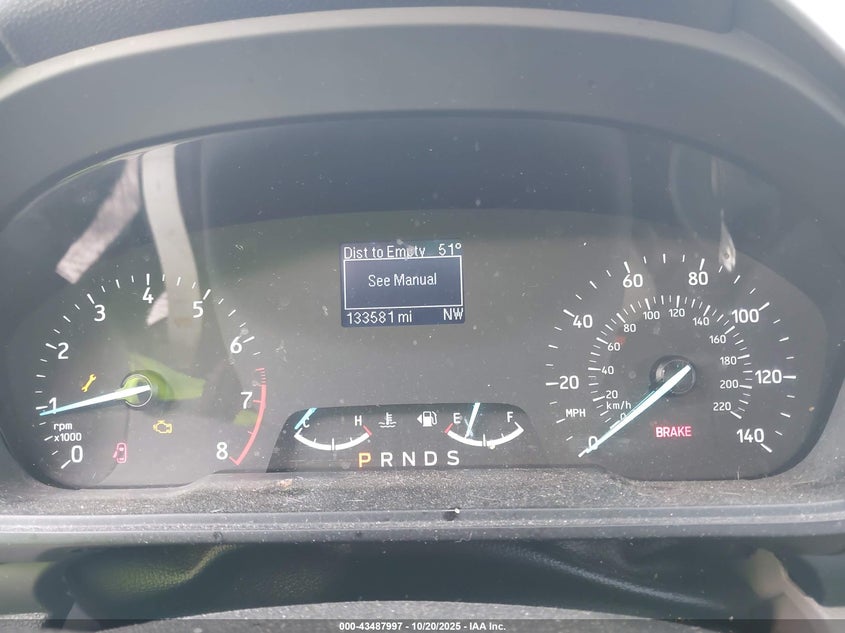 Dist to Empty 51°
See Manual
133581 mi NW
0 1 2 3 4 5 6 7 8
rpm
x1000
C H E F
P R N D S
0 20 40 60 80 100 120 140
MPH
20 40 60 80 100 120 140 160 180 200 220
km/h
BRAKE
000-43487997 - 10/20/2025 - IAA Inc.